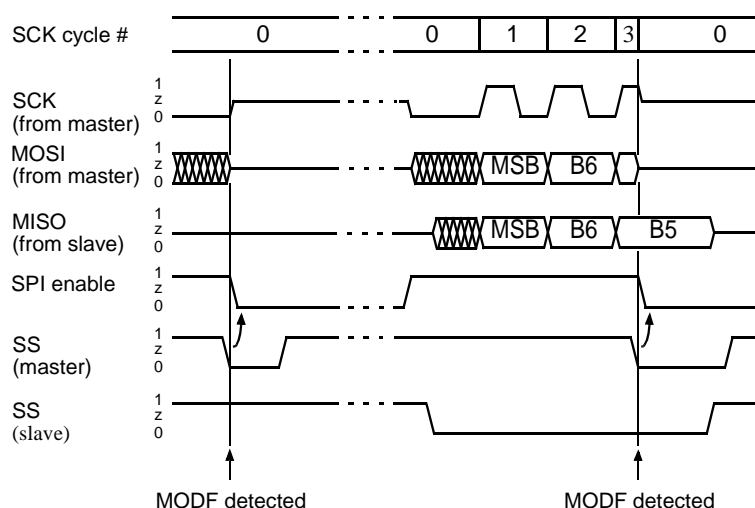 SCK cycle # 0 0 1 2 3 0
SCK
(from master)
1
z
0
MOSI
(from master)
1
z
0
MSB B6
MISO
(from slave)
1
z
0
MSB B6 B5
SPI enable
1
z
0
SS
(master)
1
z
0
SS
(slave)
1
z
0
MODF detected MODF detected